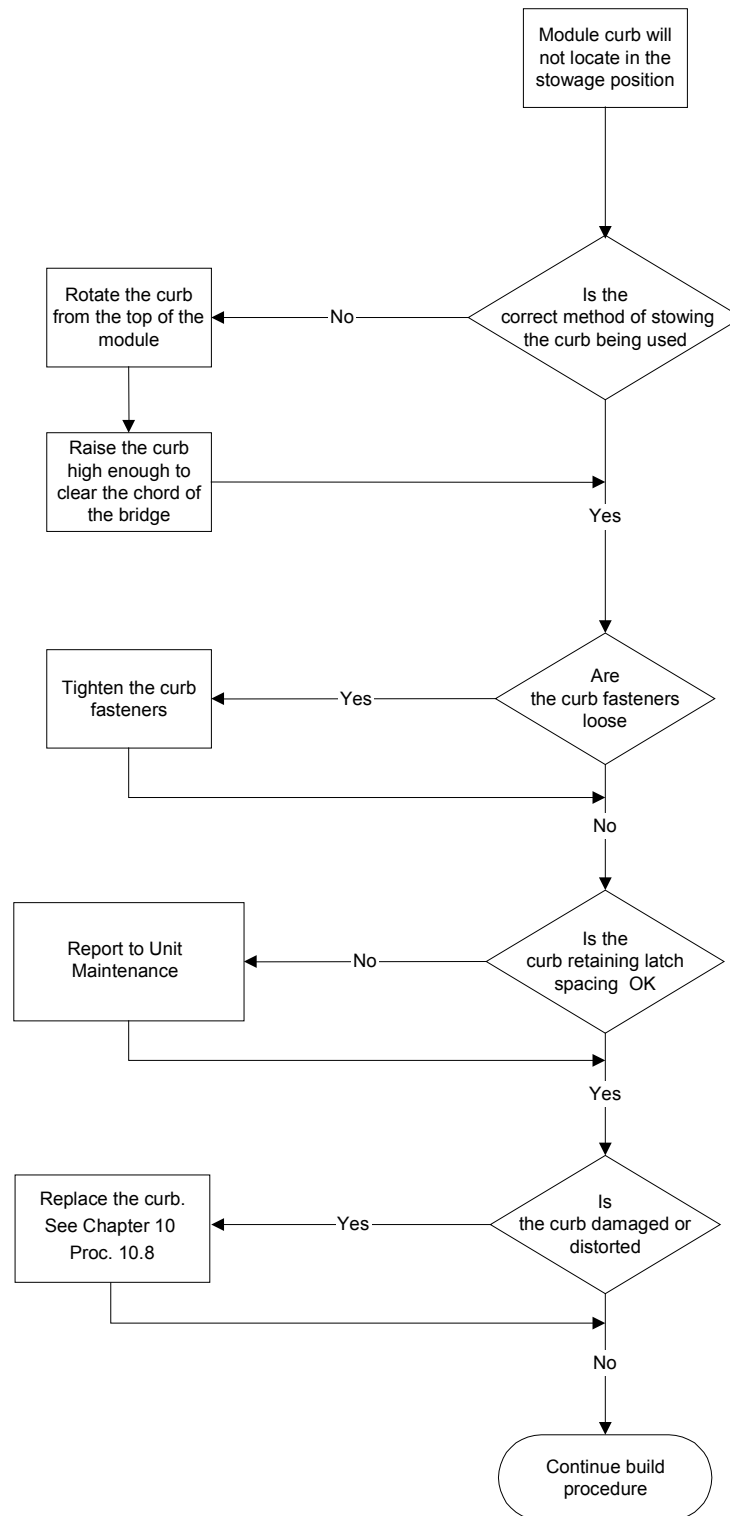 Module curb will
not locate in the
stowage position
Is the
correct method of stowing
the curb being used
No
Rotate the curb
from the top of the
module
Raise the curb
high enough to
clear the chord of
the bridge
Yes
Are
the curb fasteners
loose
Yes
Tighten the curb
fasteners
No
Is the
curb retaining latch
spacing OK
No
Report to Unit
Maintenance
Yes
Is
the curb damaged or
distorted
Yes
Replace the curb.
See Chapter 10
Proc. 10.8
No
Continue build
procedure